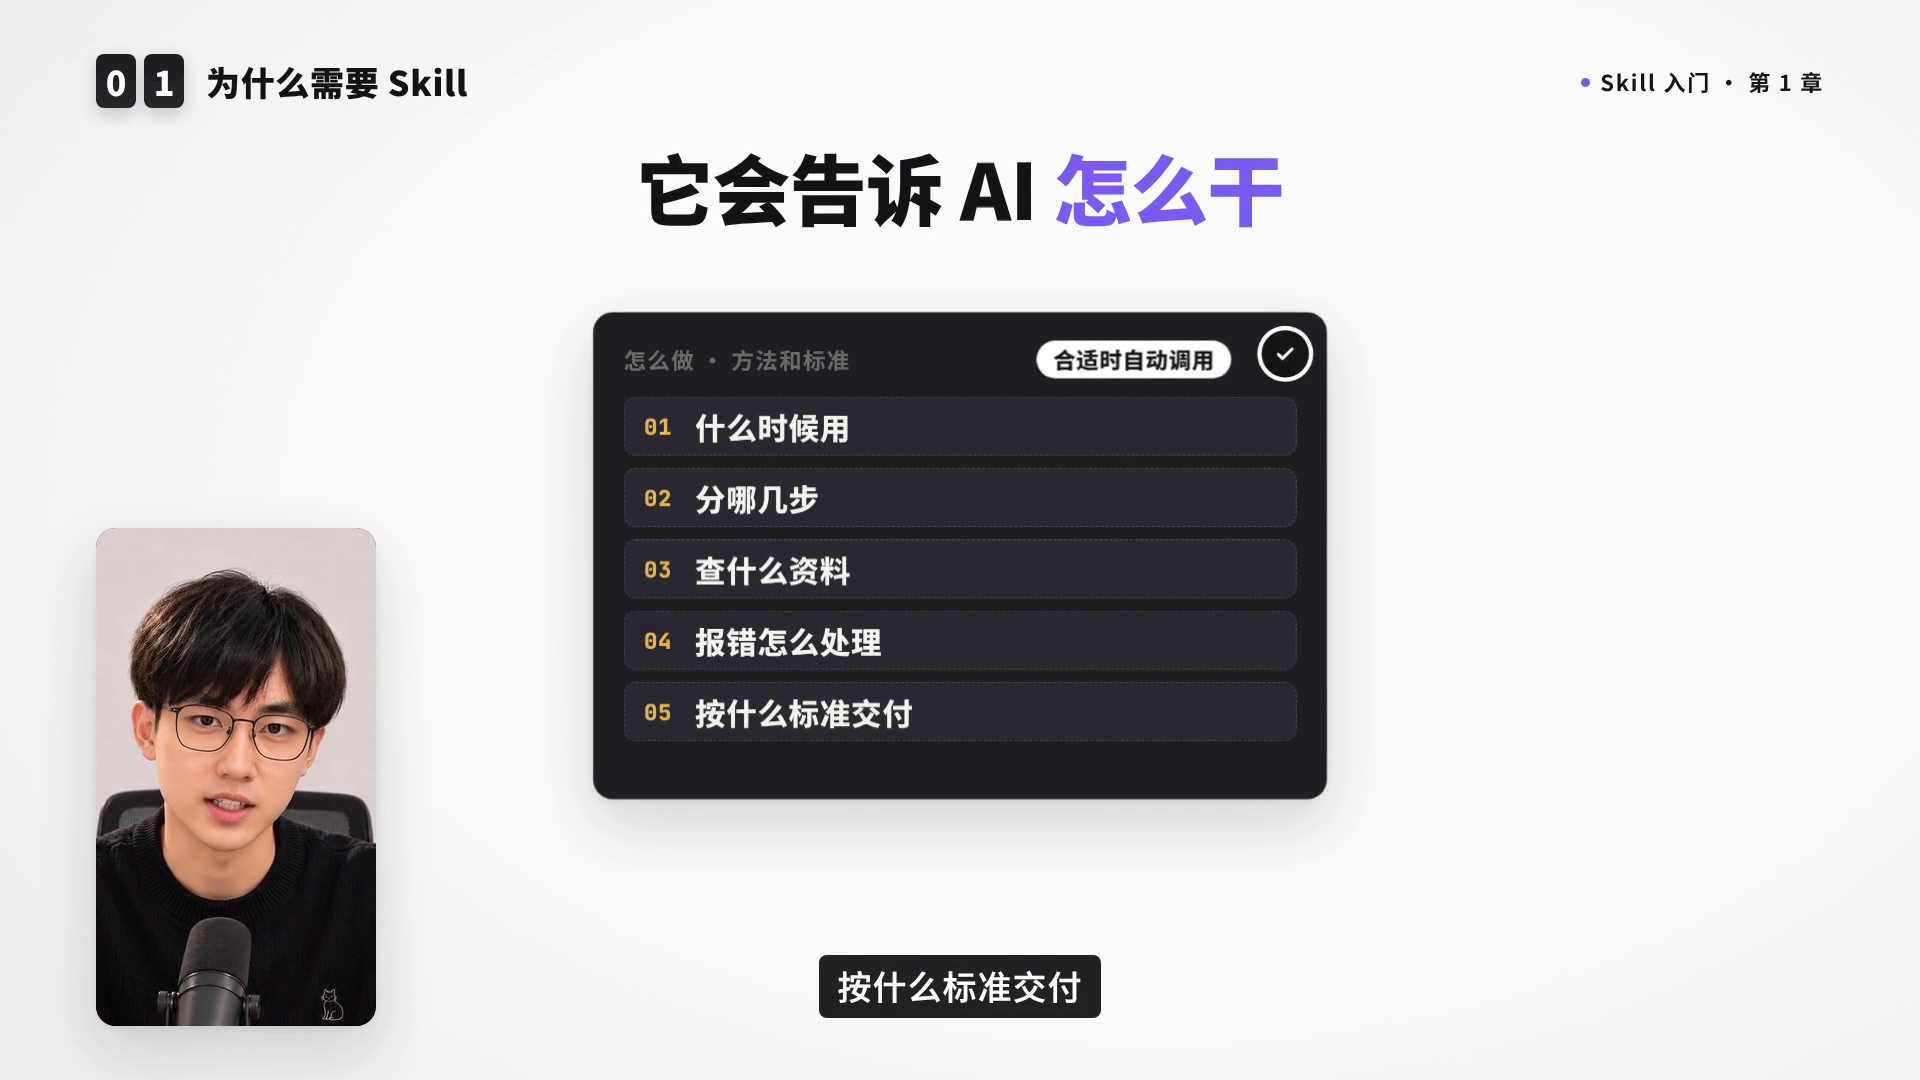 01 为什么需要 Skill
Skill 入门 · 第 1 章
它会告诉 AI 怎么干
怎么做 · 方法和标准
合适时自动调用
01 什么时候用
02 分哪几步
03 查什么资料
04 报错怎么处理
05 按什么标准交付
按什么标准交付